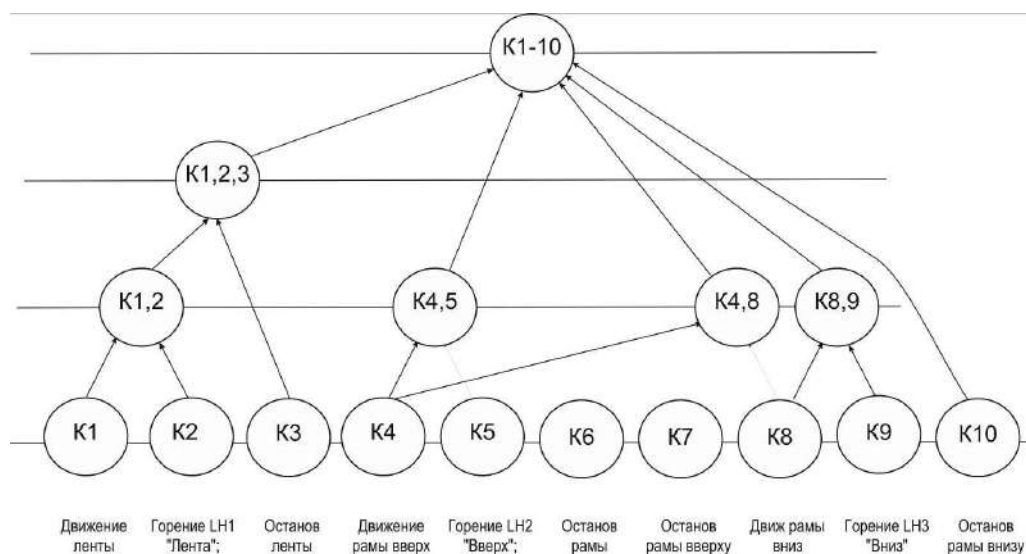 К1-10
К1,2,3
К1,2
К4,5
К4,8
К8,9
К1
К2
К3
К4
К5
К6
К7
К8
К9
К10
Движение
ленты
Горение LH1
"Лента";
Останов
ленты
Движение
рамы вверх
Горение LH2
"Вверх";
Останов
рамы
Останов
рамы вверху
Движ рамы
вниз
Горение LH3
"Вниз"
Останов
рамы внизу